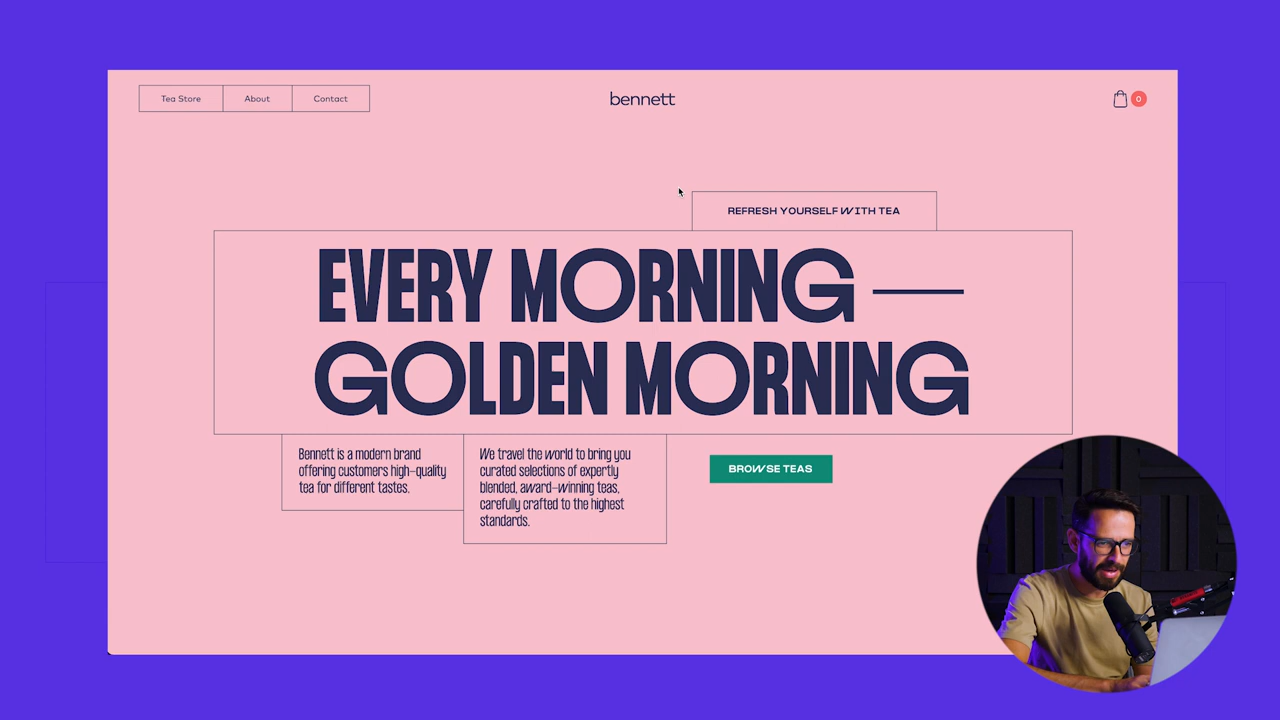 Tea Store
About
Contact
bennett
0
REFRESH YOURSELF WITH TEA
EVERY MORNING —
GOLDEN MORNING
Bennett is a modern brand
offering customers high-quality
tea for different tastes.
We travel the world to bring you
curated selections of expertly
blended, award-winning teas,
carefully crafted to the highest
standards.
BROWSE TEAS